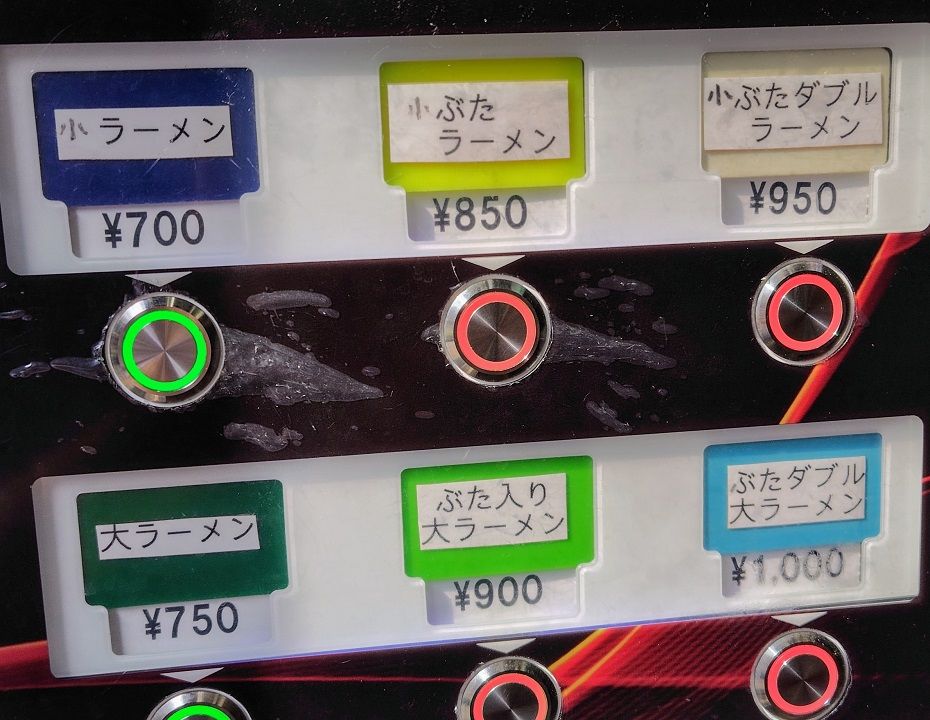 小 ラーメン
¥700
小 ぶた
ラーメン
¥850
小 ぶたダブル
ラーメン
¥950
大ラーメン
¥750
ぶた入り
大ラーメン
¥900
ぶたダブル
大ラーメン
¥1,000